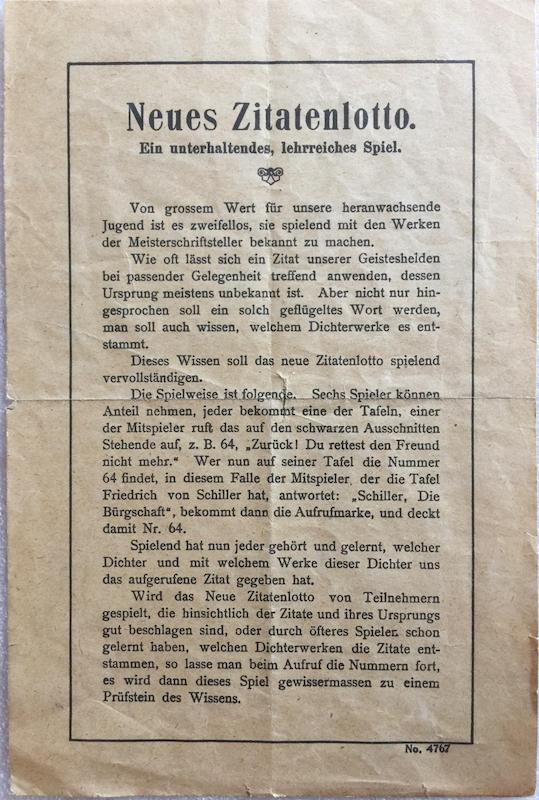 Neues Zitatenlotto.
Ein unterhaltendes, lehrreiches Spiel.
Von grossem Wert für unsere heranwachsende
Jugend ist es zweifellos, sie spielend mit den Werken
der Meisterschriftsteller bekannt zu machen.
Wie oft lässt sich ein Zitat unserer Geisteshelden
bei passender Gelegenheit treffend anwenden, dessen
Ursprung meistens unbekannt ist. Aber nicht nur hin-
gesprochen soll ein solch geflügeltes Wort werden,
man soll auch wissen, welchem Dichterwerke es ent-
stammt.
Dieses Wissen soll das neue Zitatenlotto spielend
vervollständigen.
Die Spielweise ist folgende. Sechs Spieler können
Anteil nehmen, jeder bekommt eine der Tafeln, einer
der Mitspieler ruft das auf den schwarzen Ausschnitten
Stehende auf, z. B. 64, „Zurück! Du rettest den Freund
nicht mehr.“ Wer nun auf seiner Tafel die Nummer
64 findet, in diesem Falle der Mitspieler, der die Tafel
Friedrich von Schiller hat, antwortet: „Schiller, Die
Bürgschaft“, bekommt dann die Aufrufmarke, und deckt
damit Nr. 64.
Spielend hat nun jeder gehört und gelernt, welcher
Dichter und mit welchem Werke dieser Dichter uns
das aufgerufene Zitat gegeben hat.
Wird das Neue Zitatenlotto von Teilnehmern
gespielt, die hinsichtlich der Zitate und ihres Ursprungs
gut beschlagen sind, oder durch öfteres Spielen schon
gelernt haben, welchen Dichterwerken die Zitate ent-
stammen, so lasse man beim Aufruf die Nummern fort,
es wird dann dieses Spiel gewissermassen zu einem
Prüfstein des Wissens.
No. 4767